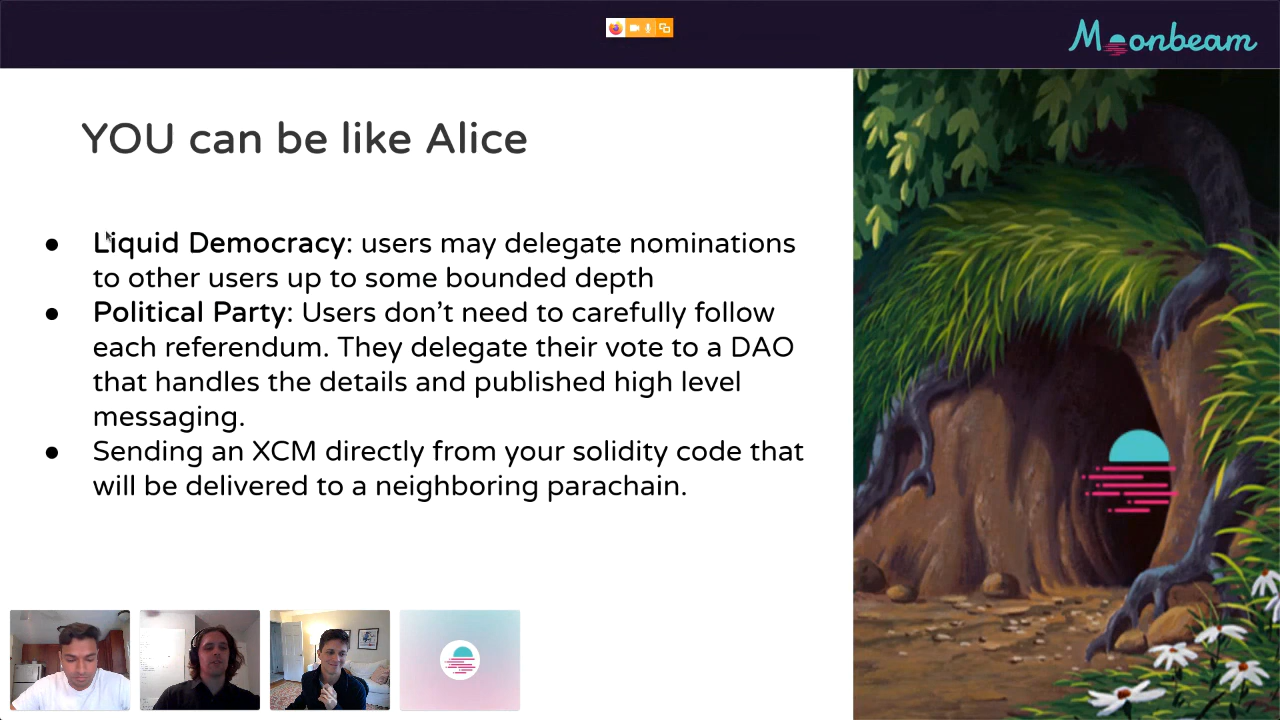 Moonbeam
YOU can be like Alice
● Liquid Democracy: users may delegate nominations
to other users up to some bounded depth
● Political Party: Users don’t need to carefully follow
each referendum. They delegate their vote to a DAO
that handles the details and published high level
messaging.
● Sending an XCM directly from your solidity code that
will be delivered to a neighboring parachain.